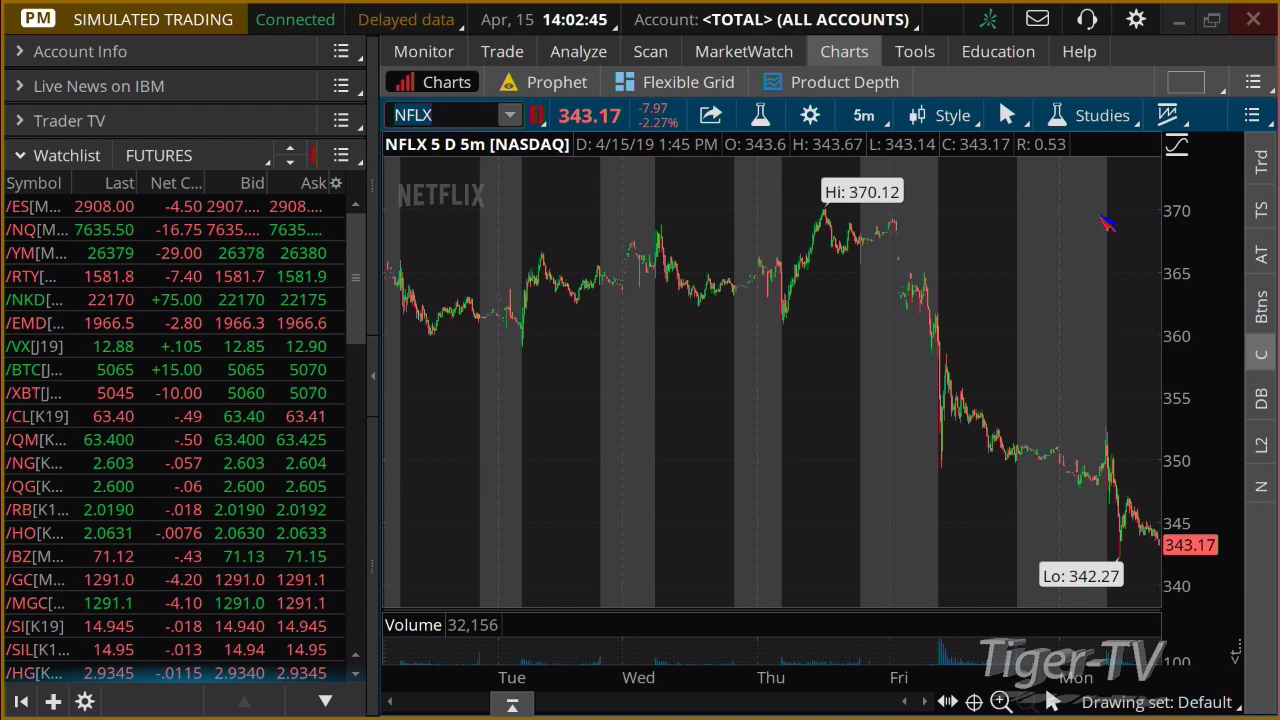 PM SIMULATED TRADING Connected Delayed data Apr, 15 14:02:45 Account: <TOTAL> (ALL ACCOUNTS)
Account Info
Live News on IBM
Trader TV
Watchlist FUTURES
Symbol Last Net C... Bid Ask
/ES[M... 2908.00 -4.50 2907.... 2908....
/NQ[M... 7635.50 -16.75 7635.... 7635....
/YM[M... 26379 -29.00 26378 26380
/RTY[... 1581.8 -7.40 1581.7 1581.9
/NKD[... 22170 +75.00 22170 22175
/EMD[... 1966.5 -2.80 1966.3 1966.6
/VX[J19] 12.88 +.105 12.85 12.90
/BTC[J... 5065 +15.00 5065 5070
/XBT[J... 5045 -10.00 5060 5070
/CL[K19] 63.40 -.49 63.40 63.41
/QM[K... 63.400 -.50 63.400 63.425
/NG[K... 2.603 -.057 2.603 2.604
/QG[K... 2.600 -.06 2.600 2.605
/RB[K1... 2.0190 -.018 2.0190 2.0192
/HO[K... 2.0631 -.0076 2.0630 2.0633
/BZ[M... 71.12 -.43 71.13 71.15
/GC[M... 1291.0 -4.20 1291.0 1291.1
/MGC[... 1291.1 -4.10 1291.0 1291.1
/SI[K19] 14.945 -.018 14.940 14.945
/SIL[K1... 14.95 -.013 14.94 14.95
/HG[K... 2.9345 -.0115 2.9340 2.9345
Monitor Trade Analyze Scan MarketWatch Charts Tools Education Help
Charts Prophet Flexible Grid Product Depth
NFLX 343.17 -7.97 -2.27% 5m Style Studies
NFLX 5 D 5m [NASDAQ] D: 4/15/19 1:45 PM O: 343.6 H: 343.67 L: 343.14 C: 343.17 R: 0.53
NETFLIX
Hi: 370.12
370
365
360
355
350
345
343.17
Lo: 342.27
340
Volume 32,156
100
Tiger-TV
Tue Wed Thu Fri Mon
Drawing set: Default
Trd
TS
AT
Btns
C
DB
L2
N